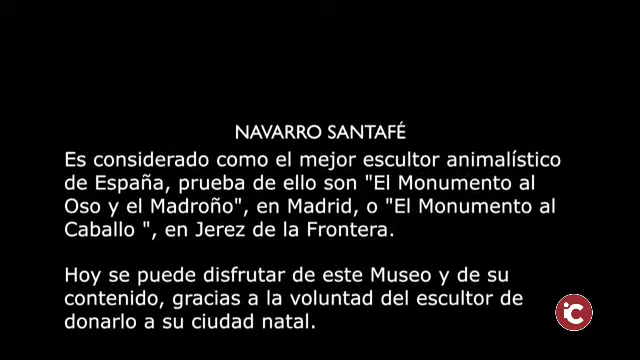 NAVARRO SANTAFÉ
Es considerado como el mejor escultor animalístico
de España, prueba de ello son "El Monumento al
Oso y el Madroño", en Madrid, o "El Monumento al
Caballo ", en Jerez de la Frontera.
Hoy se puede disfrutar de este Museo y de su
contenido, gracias a la voluntad del escultor de
donarlo a su ciudad natal.
iC